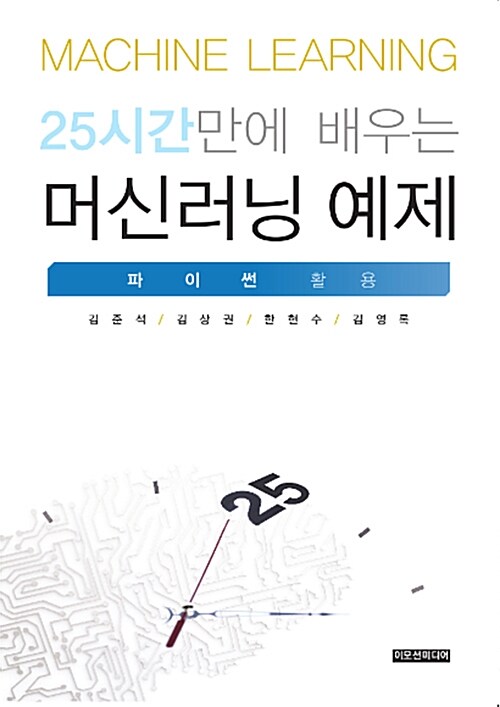 MACHINE LEARNING
25시간만에 배우는
머신러닝 예제
파이썬 활용
김준석 / 김상권 / 한현수 / 김영록
25
이모션미디어